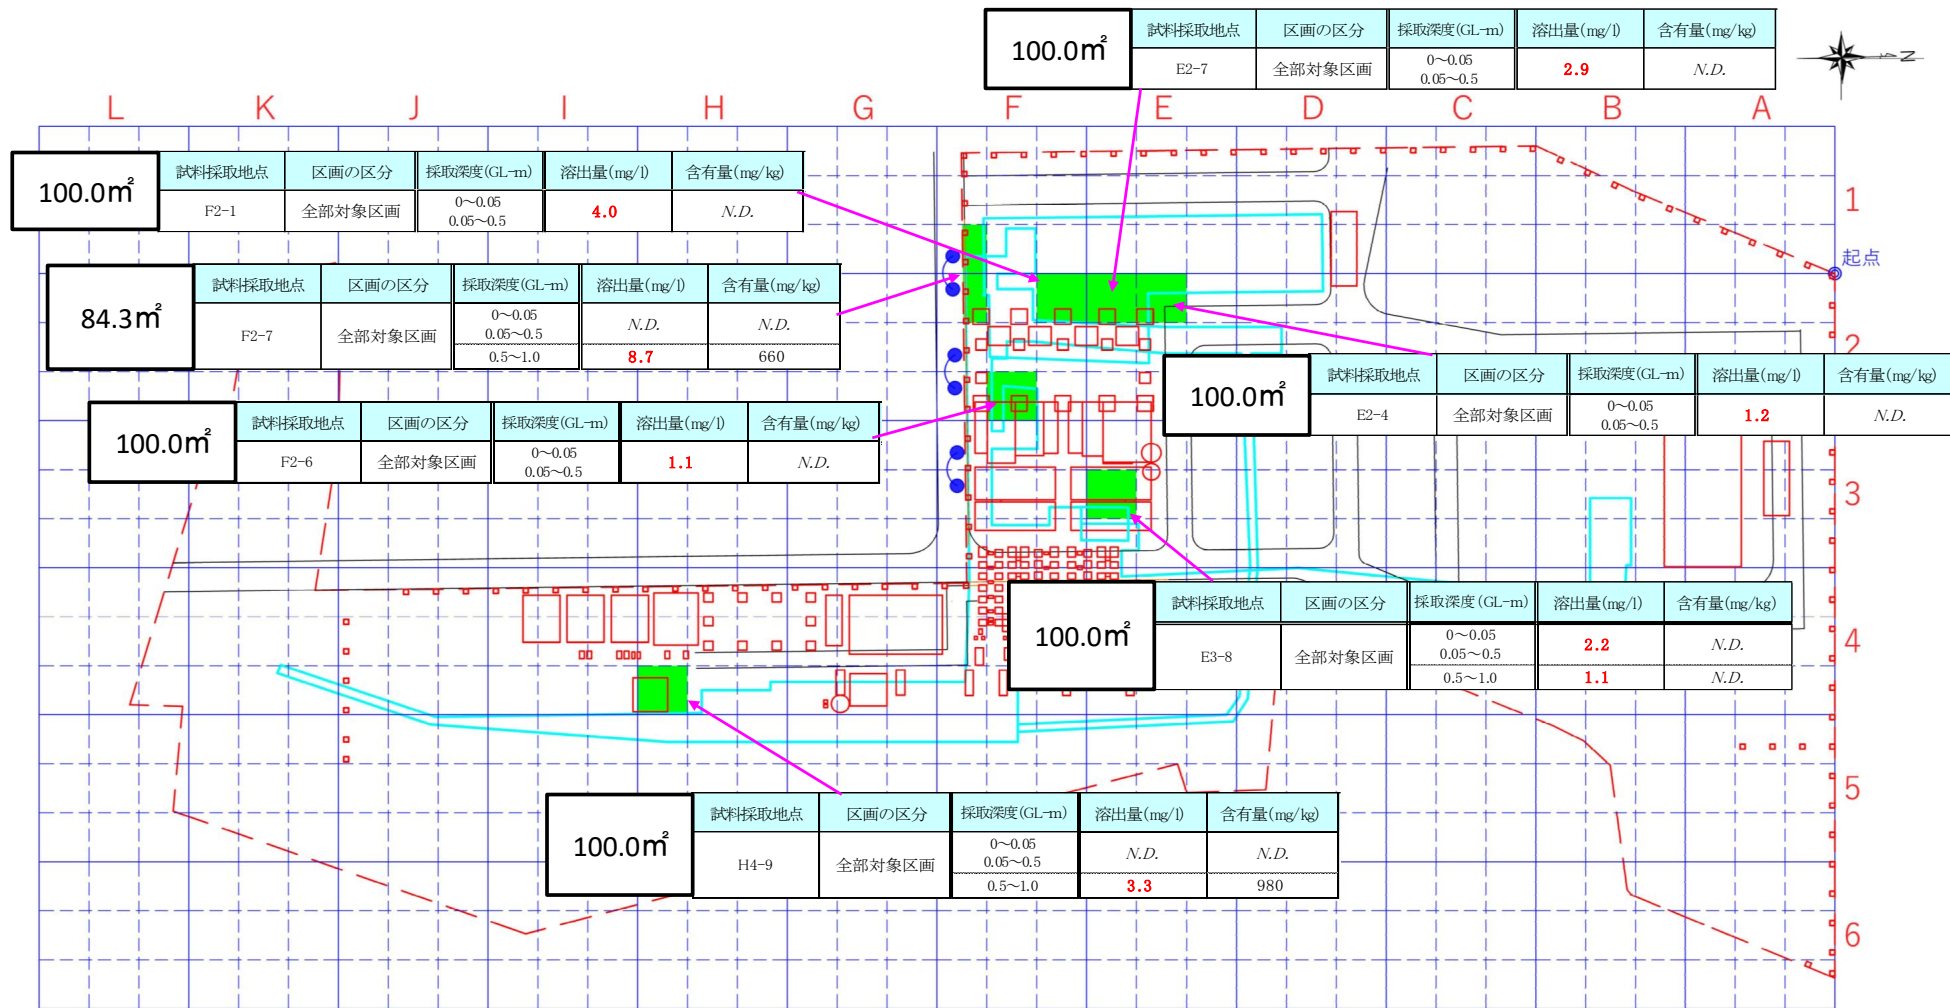 100.0㎡
試料採取地点 区画の区分 採取深度(GL-m) 溶出量(mg/l) 含有量(mg/kg)
E2-7 全部対象区画 0～0.05 2.9 N.D.
0.05～0.5
N
L K J I H G F E D C B A
100.0㎡
試料採取地点 区画の区分 採取深度(GL-m) 溶出量(mg/l) 含有量(mg/kg)
F2-1 全部対象区画 0～0.05 4.0 N.D.
0.05～0.5
1
起点
84.3㎡
試料採取地点 区画の区分 採取深度(GL-m) 溶出量(mg/l) 含有量(mg/kg)
F2-7 全部対象区画 0～0.05 N.D. N.D.
0.05～0.5
0.5～1.0 8.7 660
2
100.0㎡
試料採取地点 区画の区分 採取深度(GL-m) 溶出量(mg/l) 含有量(mg/kg)
E2-4 全部対象区画 0～0.05 1.2 N.D.
0.05～0.5
100.0㎡
試料採取地点 区画の区分 採取深度(GL-m) 溶出量(mg/l) 含有量(mg/kg)
F2-6 全部対象区画 0～0.05 1.1 N.D.
0.05～0.5
3
100.0㎡
試料採取地点 区画の区分 採取深度(GL-m) 溶出量(mg/l) 含有量(mg/kg)
E3-8 全部対象区画 0～0.05 2.2 N.D.
0.05～0.5
0.5～1.0 1.1 N.D.
4
5
100.0㎡
試料採取地点 区画の区分 採取深度(GL-m) 溶出量(mg/l) 含有量(mg/kg)
H4-9 全部対象区画 0～0.05 N.D. N.D.
0.05～0.5
0.5～1.0 3.3 980
6